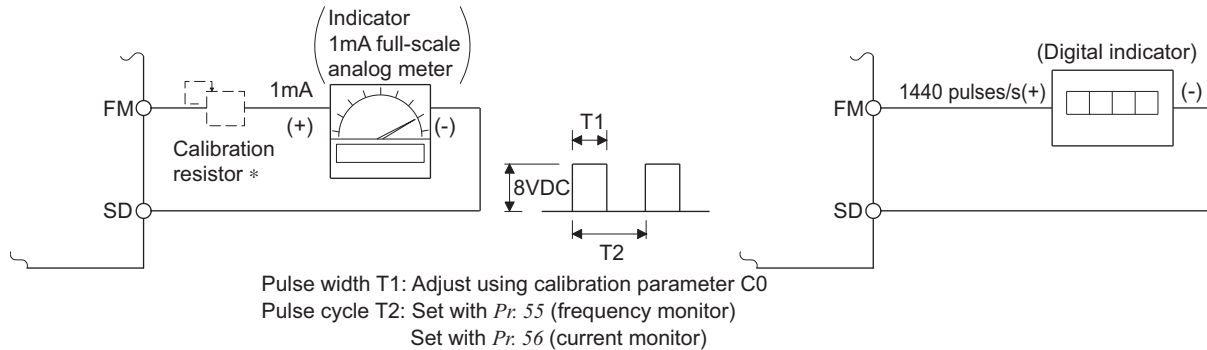 Indicator
1mA full-scale
analog meter
FM
1mA
(+)
(-)
Calibration
resistor *
SD
T1
8VDC
T2
(Digital indicator)
FM
1440 pulses/s(+)
(-)
SD
Pulse width T1: Adjust using calibration parameter C0
Pulse cycle T2: Set with Pr. 55 (frequency monitor)
Set with Pr. 56 (current monitor)